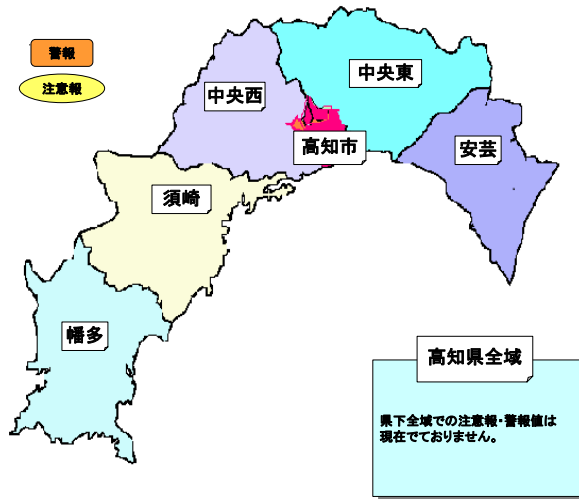 警報
注意報
中央東
中央西
高知市
安芸
須崎
幡多
高知県全域
県下全域での注意報・警報値は
現在でておりません。